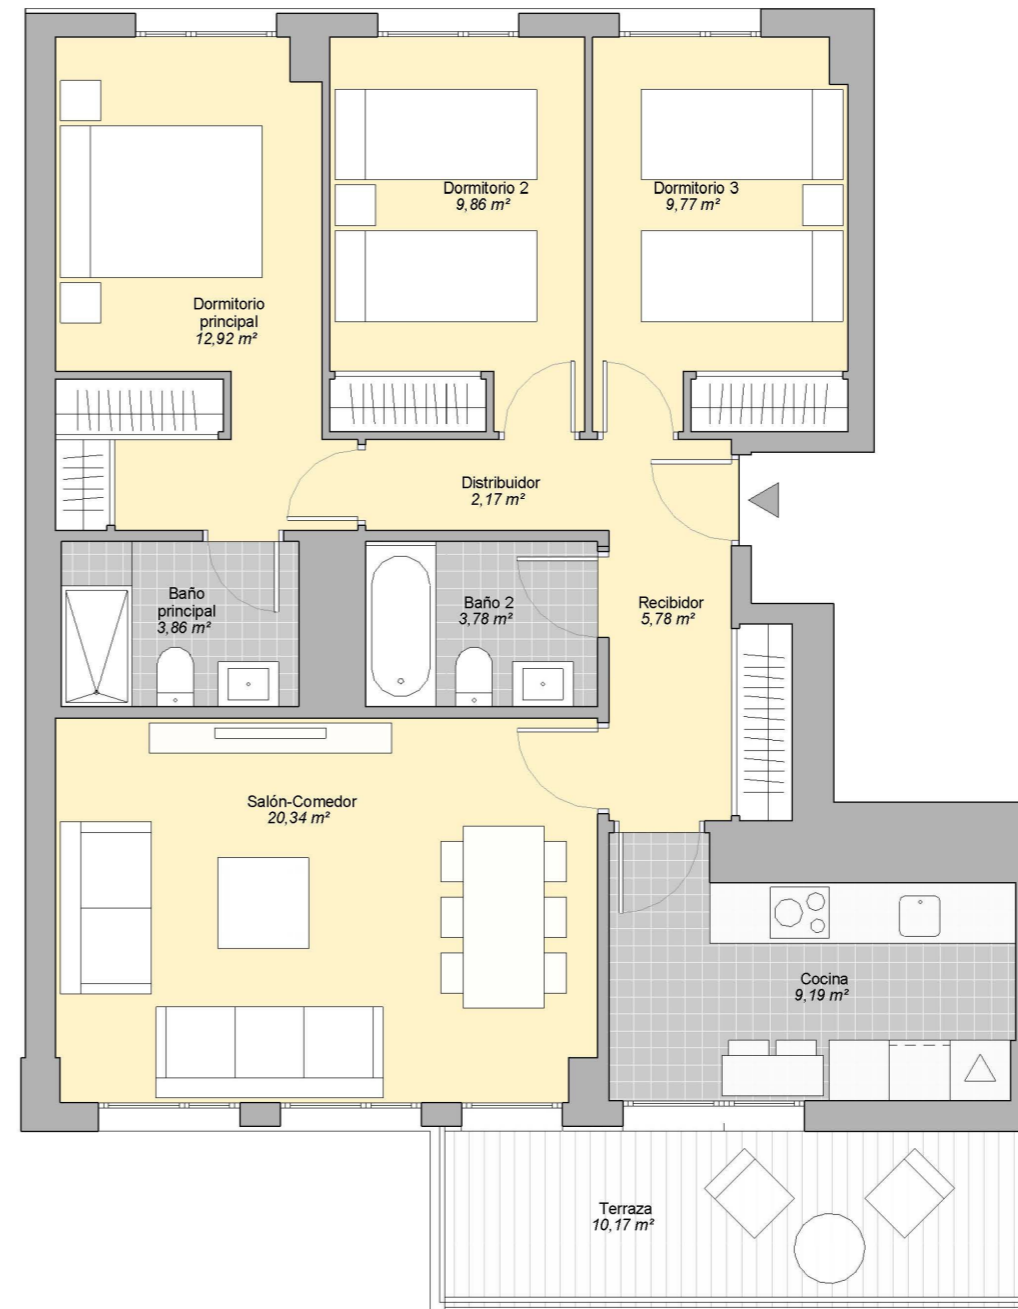 Dormitorio 2
9,86 m²
Dormitorio 3
9,77 m²
Dormitorio
principal
12,92 m²
Distribuidor
2,17 m²
Baño
principal
3,86 m²
Baño 2
3,78 m²
Recibidor
5,78 m²
Salón-Comedor
20,34 m²
Cocina
9,19 m²
Terraza
10,17 m²